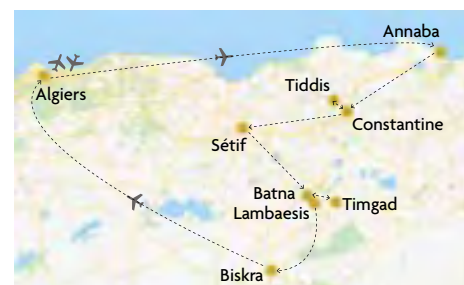 Annaba
Algiers
Tiddis
Constantine
Sétif
Batna
Lambaesis
Timgad
Biskra